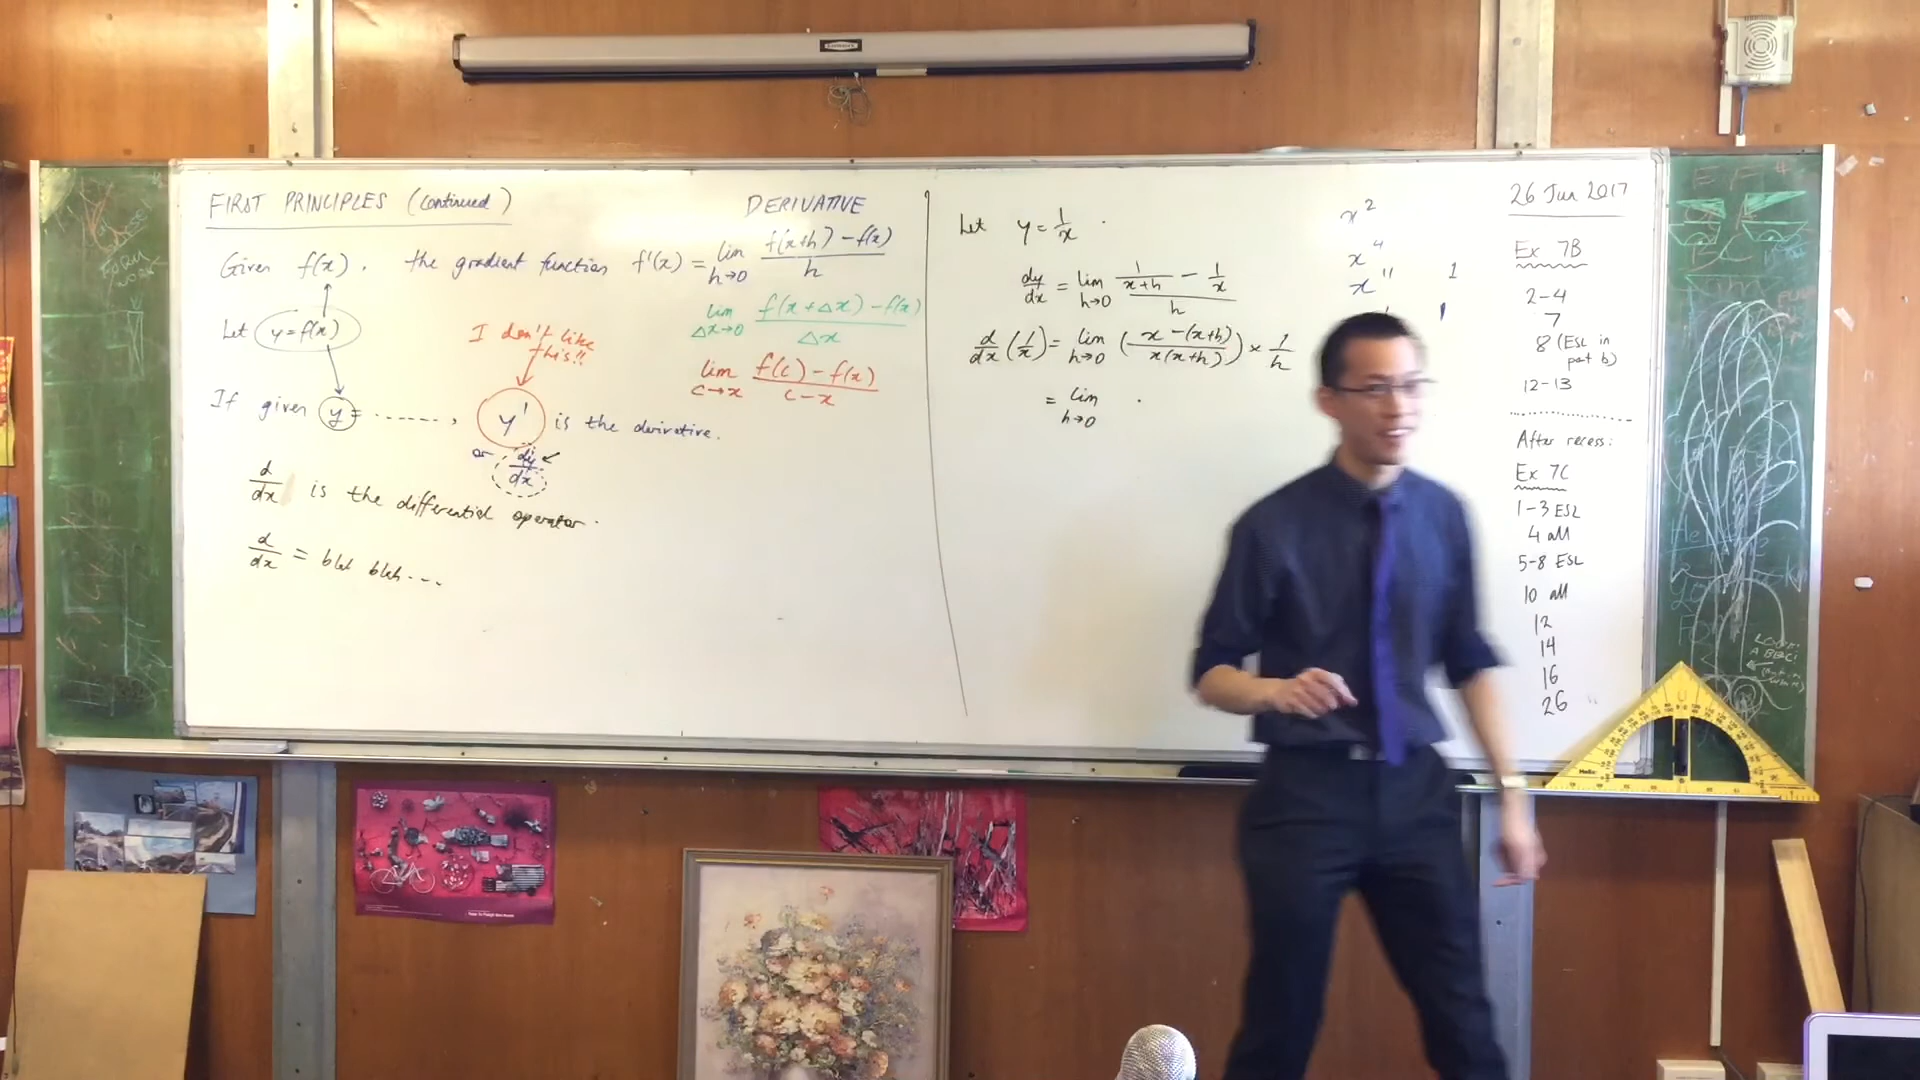 FIRST PRINCIPLES (continued)
DERIVATIVE
Given f(x), the gradient function f'(x) = lim h→0 (f(x+h) − f(x))/h
lim Δx→0 (f(x+Δx) − f(x))/Δx
Let y = f(x)
I don't like
this!!
lim c→x (f(c) − f(x))/(c − x)
If given y = ------, y' is the derivative.
or dy/dx
d/dx is the differential operator.
d/dx = blah blah...
Let y = 1/x
dy/dx = lim h→0 (1/(x+h) − 1/x)/h
d/dx (1/x) = lim h→0 ((x − (x+h))/(x(x+h))) × 1/h
= lim h→0
x²
x⁴
x¹¹ 1
26 Jun 2017
Ex 7B
2-4
7
8 (ESL in
part b)
12-13
After recess:
Ex 7C
1-3 ESL
4 all
5-8 ESL
10 all
12
14
16
26